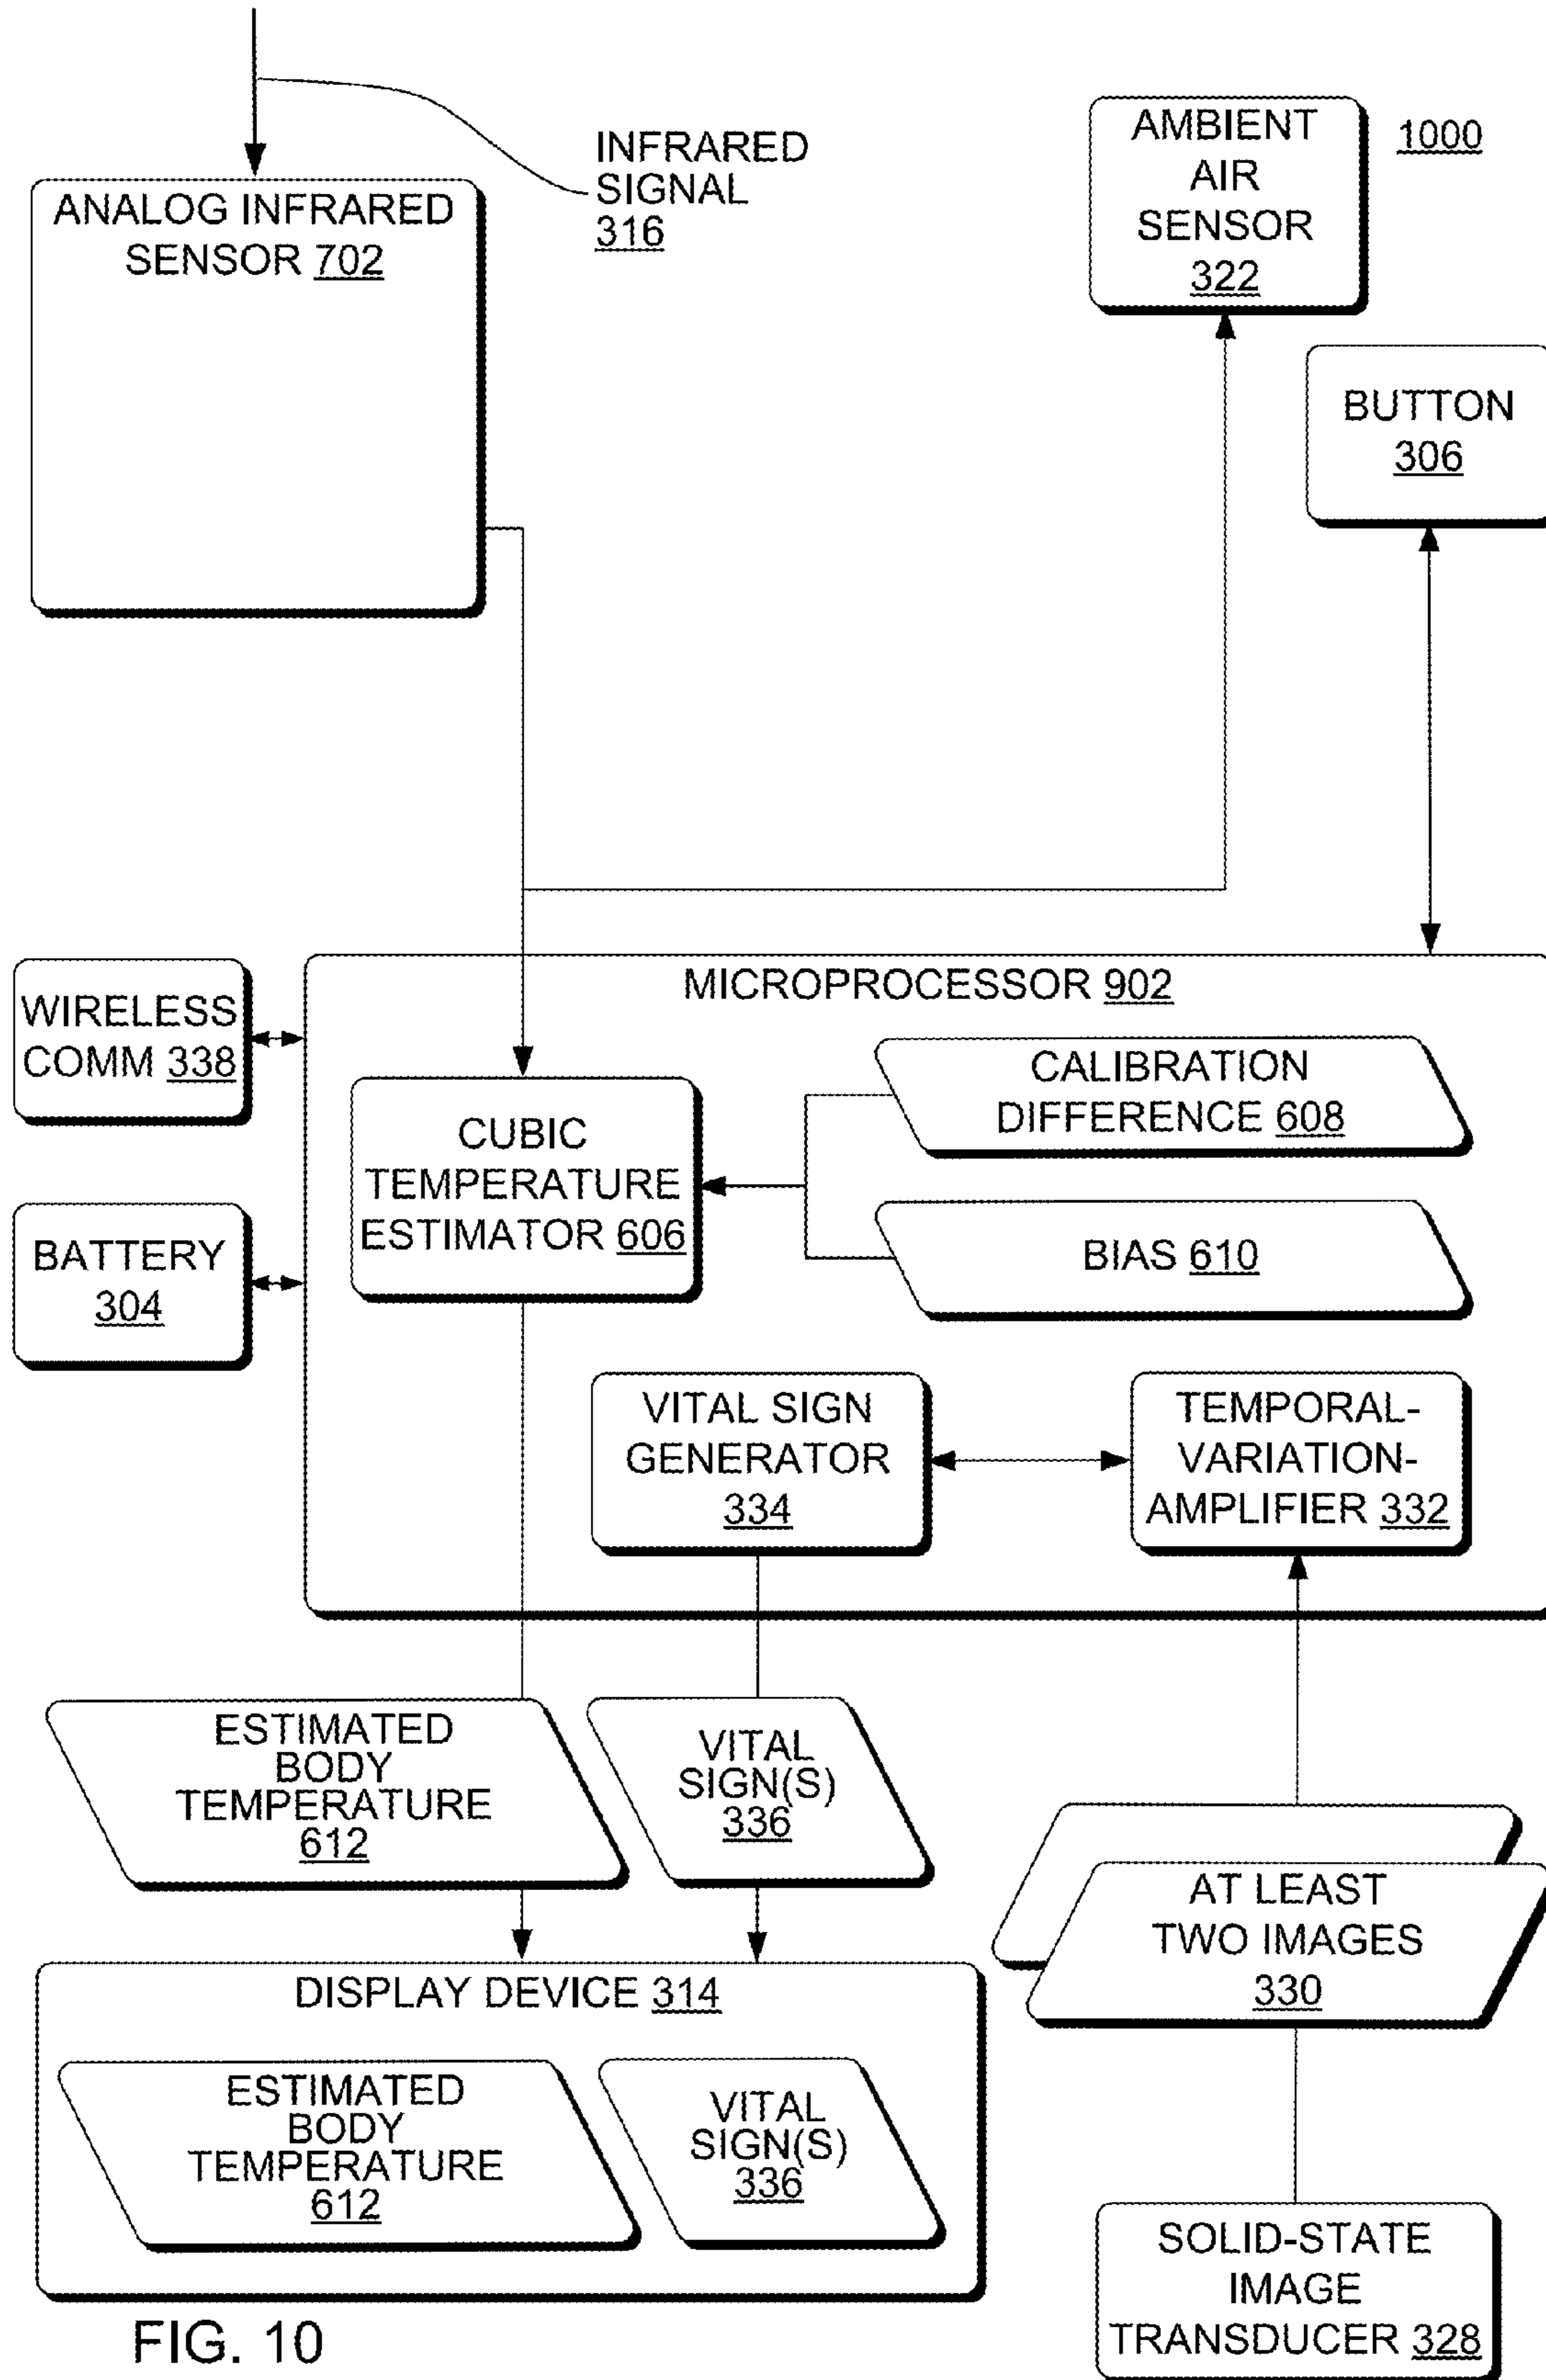 INFRARED
SIGNAL
316
ANALOG INFRARED
SENSOR 702
AMBIENT
AIR
SENSOR
322
1000
BUTTON
306
MICROPROCESSOR 902
WIRELESS
COMM 338
CALIBRATION
DIFFERENCE 608
CUBIC
TEMPERATURE
ESTIMATOR 606
BATTERY
304
BIAS 610
VITAL SIGN
GENERATOR
334
TEMPORAL-
VARIATION-
AMPLIFIER 332
ESTIMATED
BODY
TEMPERATURE
612
VITAL
SIGN(S)
336
AT LEAST
TWO IMAGES
330
DISPLAY DEVICE 314
ESTIMATED
BODY
TEMPERATURE
612
VITAL
SIGN(S)
336
SOLID-STATE
IMAGE
TRANSDUCER 328
FIG. 10